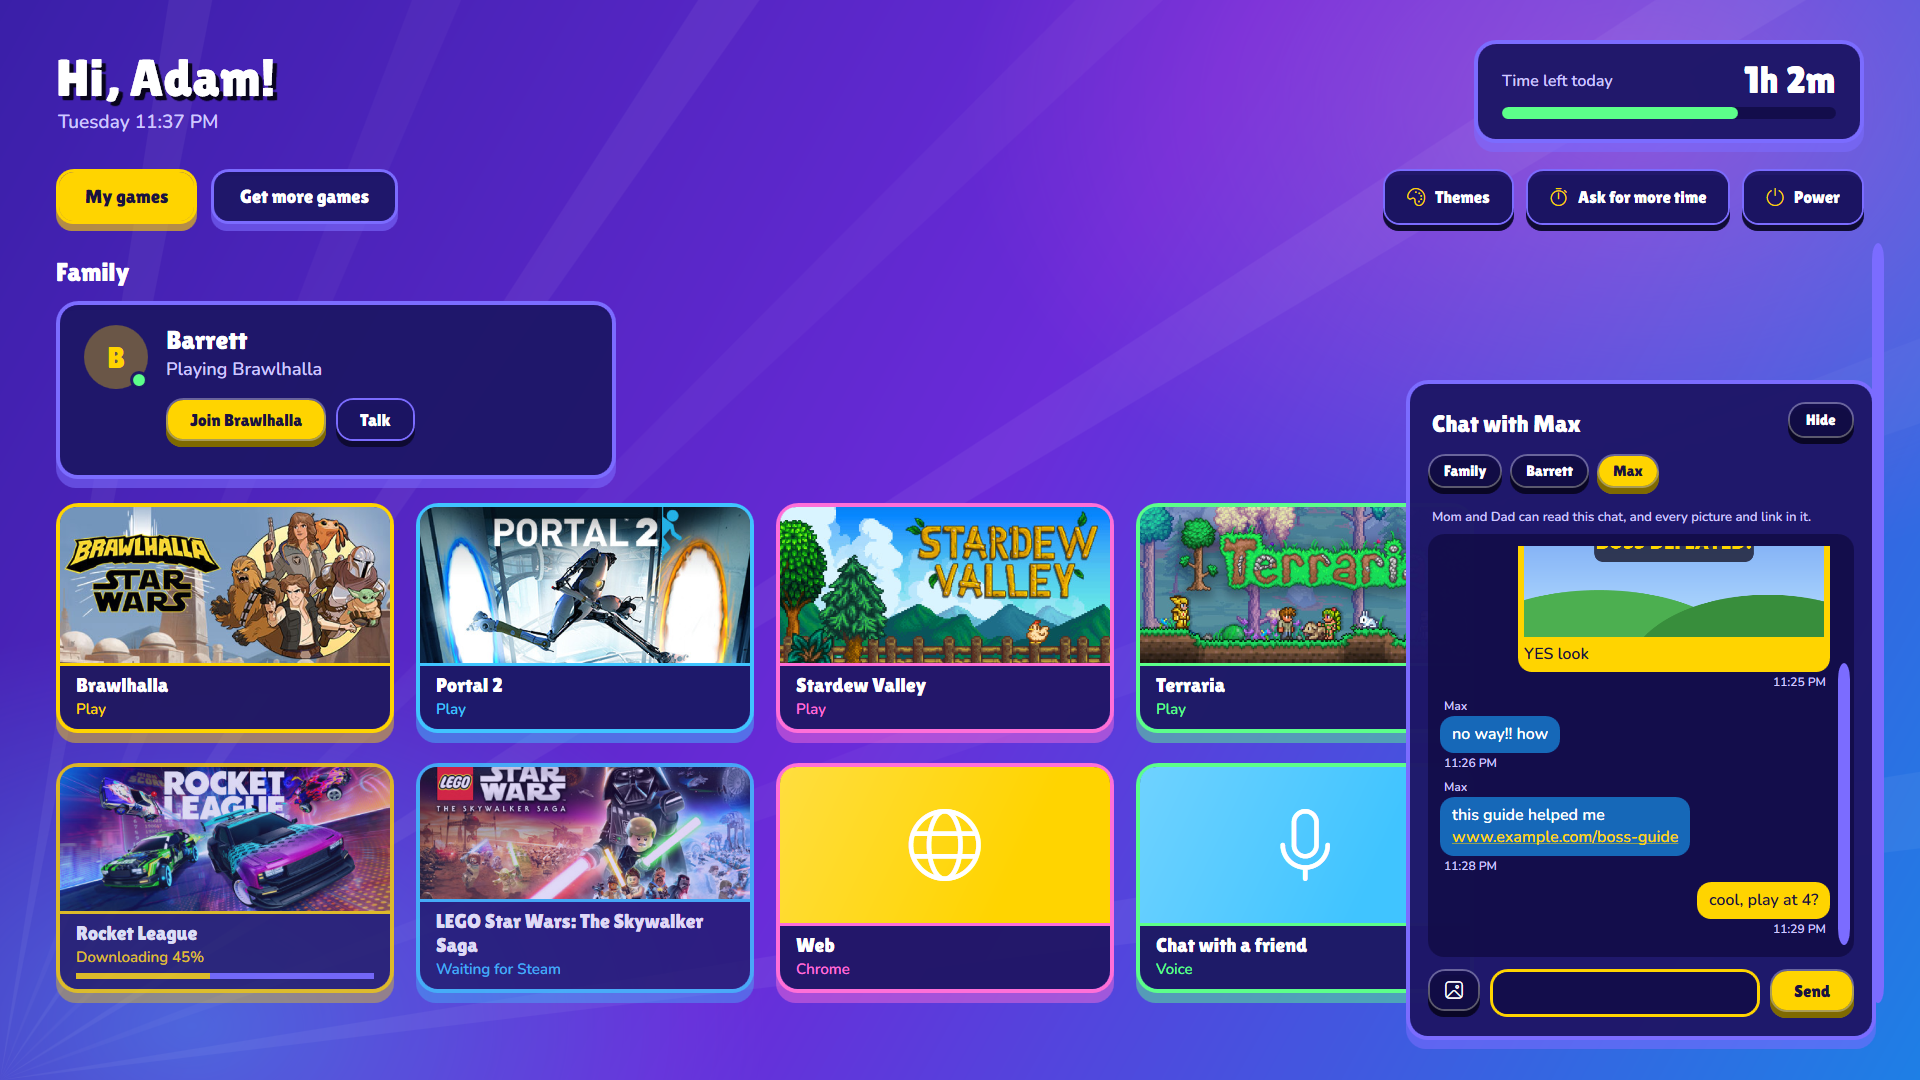 Hi, Adam!
Tuesday 11:37 PM
Time left today
1h 2m
My games
Get more games
Themes
Ask for more time
Power
Family
B
Barrett
Playing Brawlhalla
Join Brawlhalla
Talk
BRAWLHALLA
STAR
WARS
Brawlhalla
Play
PORTAL 2
Portal 2
Play
STARDEW
VALLEY
Stardew Valley
Play
Terraria
Terraria
Play
ROCKET
LEAGUE
Rocket League
Downloading 45%
LEGO
STAR
WARS
THE SKYWALKER SAGA
LEGO Star Wars: The Skywalker
Saga
Waiting for Steam
Web
Chrome
Chat with a friend
Voice
Chat with Max
Hide
Family
Barrett
Max
Mom and Dad can read this chat, and every picture and link in it.
BOSS DEFEATED!
YES look
11:25 PM
Max
no way!! how
11:26 PM
Max
this guide helped me
www.example.com/boss-guide
11:28 PM
cool, play at 4?
11:29 PM
Send